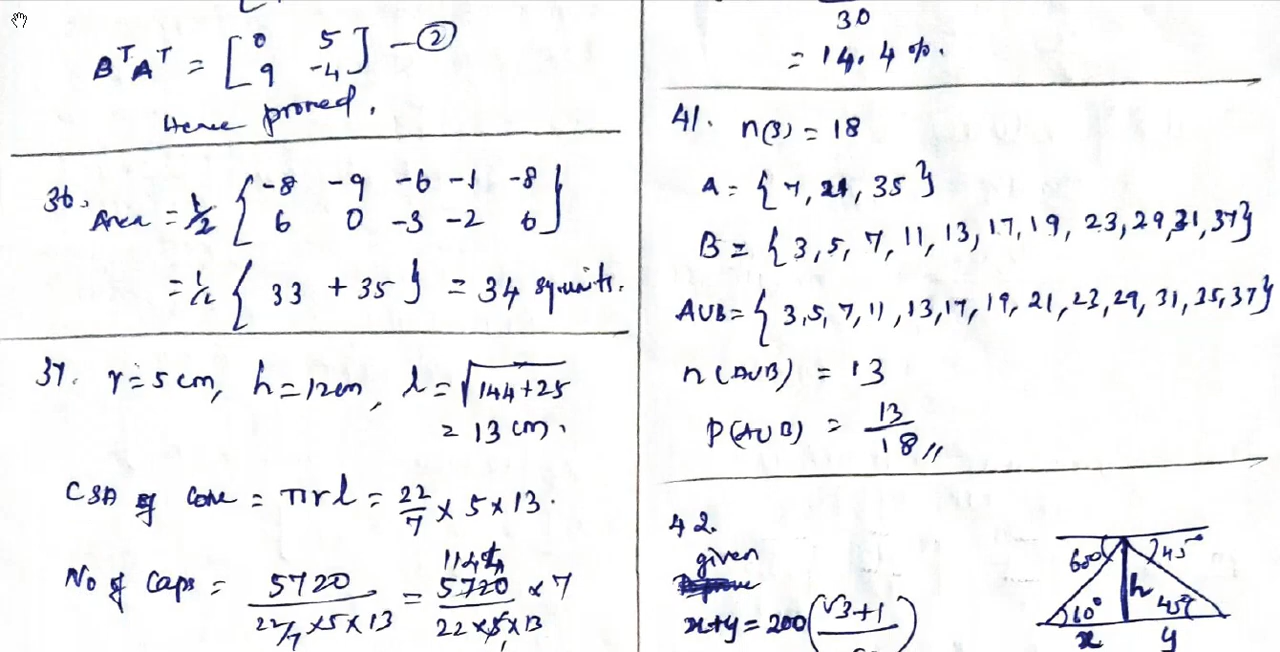 B^T A^T = [0 5
9 -4] - ②
Hence proved.
36. Area = 1/2 { -8 -9 -6 -1 -8
6 0 -3 -2 6 }
= 1/2 { 33 + 35 } = 34 sq.units.
37. r = 5 cm, h = 12 cm, l = √144+25
= 13 cm.
CSA of cone = πrl = 22/7 × 5 × 13.
No of caps = 5720 / 22/7 × 5 × 13 = 5720 / 22 × 5 × 13 × 7
30
= 14.4 %.
41. n(S) = 18
A = { 7, 21, 35 }
B = { 3, 5, 7, 11, 13, 17, 19, 23, 29, 31, 37 }
AUB = { 3, 5, 7, 11, 13, 17, 19, 21, 23, 29, 31, 35, 37 }
n(AUB) = 13
P(AUB) = 13/18 //
42.
given
x+y = 200 (√3+1
60° 45°
h
60° 45°
x y